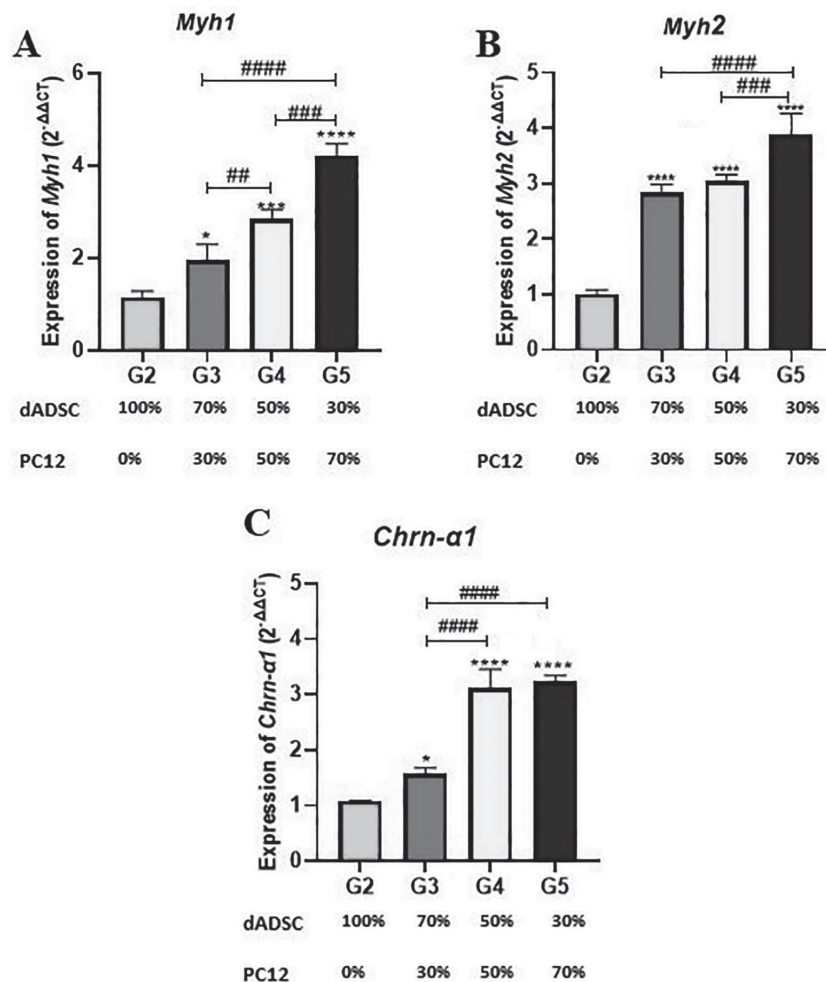 A
Myh1
Expression of Myh1 (2-ΔΔCT)
6
4
2
0
####
###
##
*
***
****
G2 G3 G4 G5
dADSC 100% 70% 50% 30%
PC12 0% 30% 50% 70%
B
Myh2
Expression of Myh2 (2-ΔΔCT)
5
4
3
2
1
0
####
###
****
****
****
G2 G3 G4 G5
dADSC 100% 70% 50% 30%
PC12 0% 30% 50% 70%
C
Chrn-α1
Expression of Chrn-α1 (2-ΔΔCT)
5
4
3
2
1
0
####
####
*
****
****
G2 G3 G4 G5
dADSC 100% 70% 50% 30%
PC12 0% 30% 50% 70%